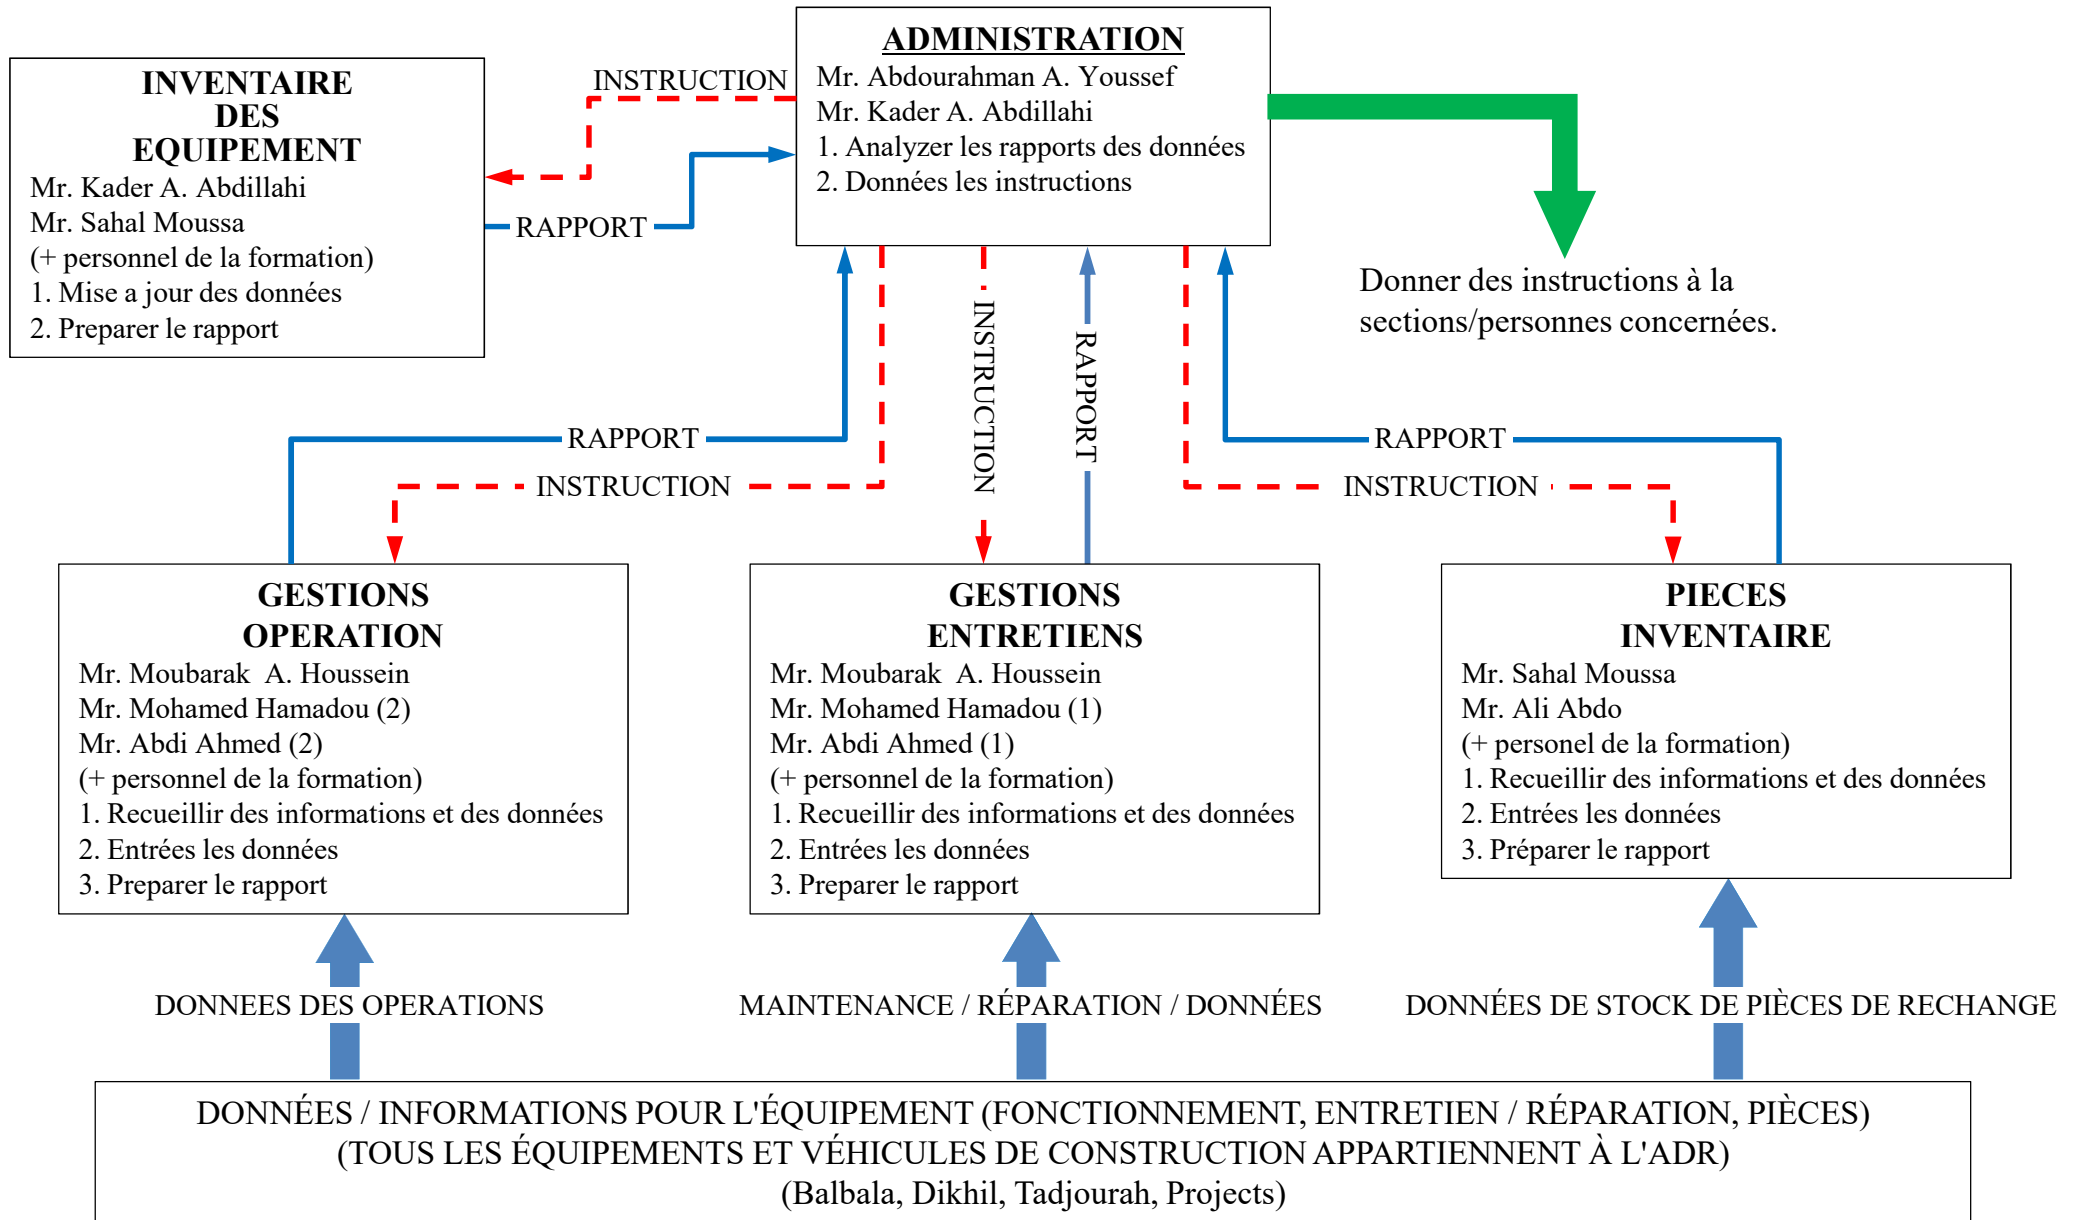 ADMINISTRATION
Mr. Abdourahman A. Youssef
Mr. Kader A. Abdillahi
1. Analyzer les rapports des données
2. Données les instructions
INVENTAIRE
DES
EQUIPEMENT
Mr. Kader A. Abdillahi
Mr. Sahal Moussa
(+ personnel de la formation)
1. Mise a jour des données
2. Preparer le rapport
INSTRUCTION
RAPPORT
Donner des instructions à la
sections/personnes concernées.
RAPPORT
INSTRUCTION
INSTRUCTION
RAPPORT
RAPPORT
INSTRUCTION
GESTIONS
OPERATION
Mr. Moubarak  A. Houssein
Mr. Mohamed Hamadou (2)
Mr. Abdi Ahmed (2)
(+ personnel de la formation)
1. Recueillir des informations et des données
2. Entrées les données
3. Preparer le rapport
GESTIONS
ENTRETIENS
Mr. Moubarak  A. Houssein
Mr. Mohamed Hamadou (1)
Mr. Abdi Ahmed (1)
(+ personnel de la formation)
1. Recueillir des informations et des données
2. Entrées les données
3. Preparer le rapport
PIECES
INVENTAIRE
Mr. Sahal Moussa
Mr. Ali Abdo
(+ personel de la formation)
1. Recueillir des informations et des données
2. Entrées les données
3. Préparer le rapport
DONNEES DES OPERATIONS
MAINTENANCE / RÉPARATION / DONNÉES
DONNÉES DE STOCK DE PIÈCES DE RECHANGE
DONNÉES / INFORMATIONS POUR L'ÉQUIPEMENT (FONCTIONNEMENT, ENTRETIEN / RÉPARATION, PIÈCES)
(TOUS LES ÉQUIPEMENTS ET VÉHICULES DE CONSTRUCTION APPARTIENNENT À L'ADR)
(Balbala, Dikhil, Tadjourah, Projects)